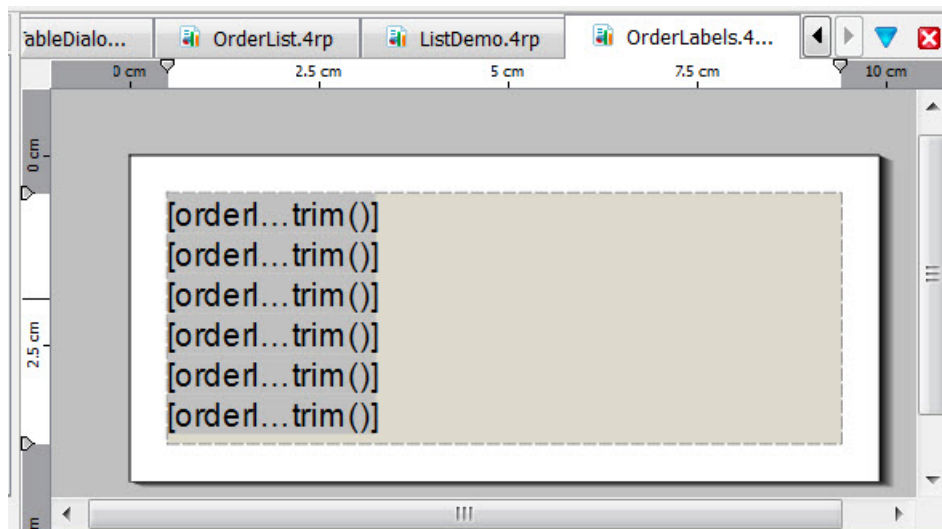 ableDialo... OrderList.4rp ListDemo.4rp OrderLabels.4...
0 cm 2.5 cm 5 cm 7.5 cm 10 cm
0 cm
[orderl...trim()]
[orderl...trim()]
[orderl...trim()]
2.5 cm
[orderl...trim()]
[orderl...trim()]
[orderl...trim()]